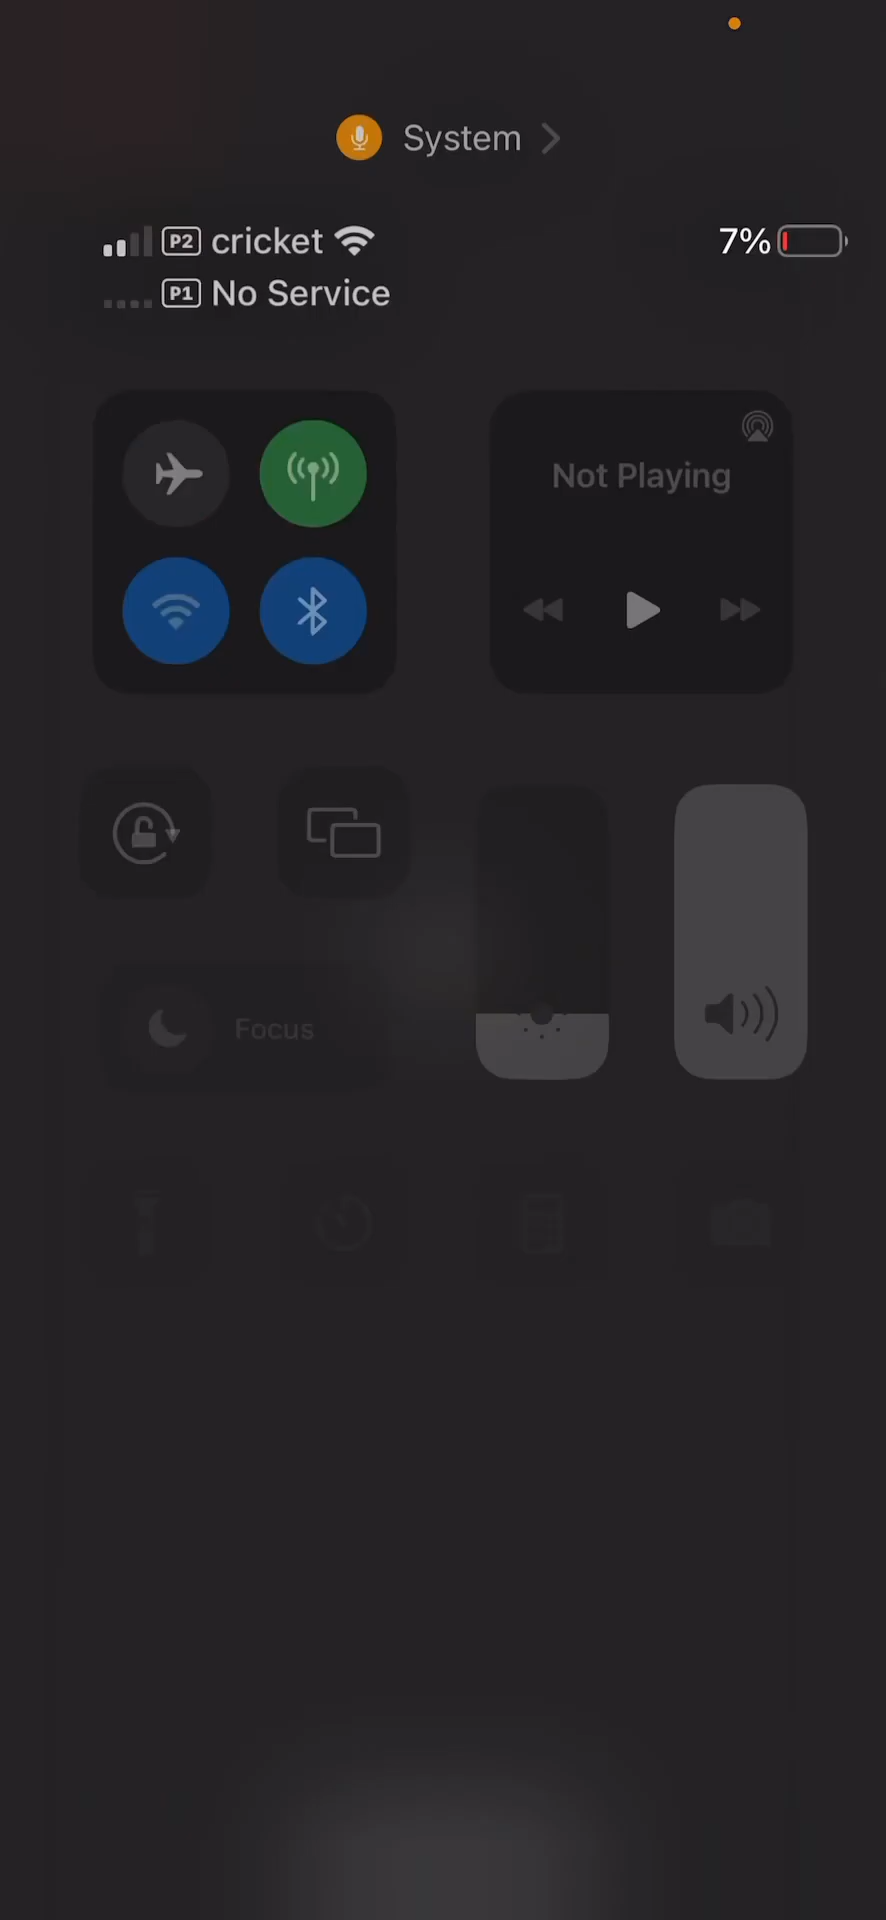 System
P2 cricket
7%
P1 No Service
Not Playing
Focus